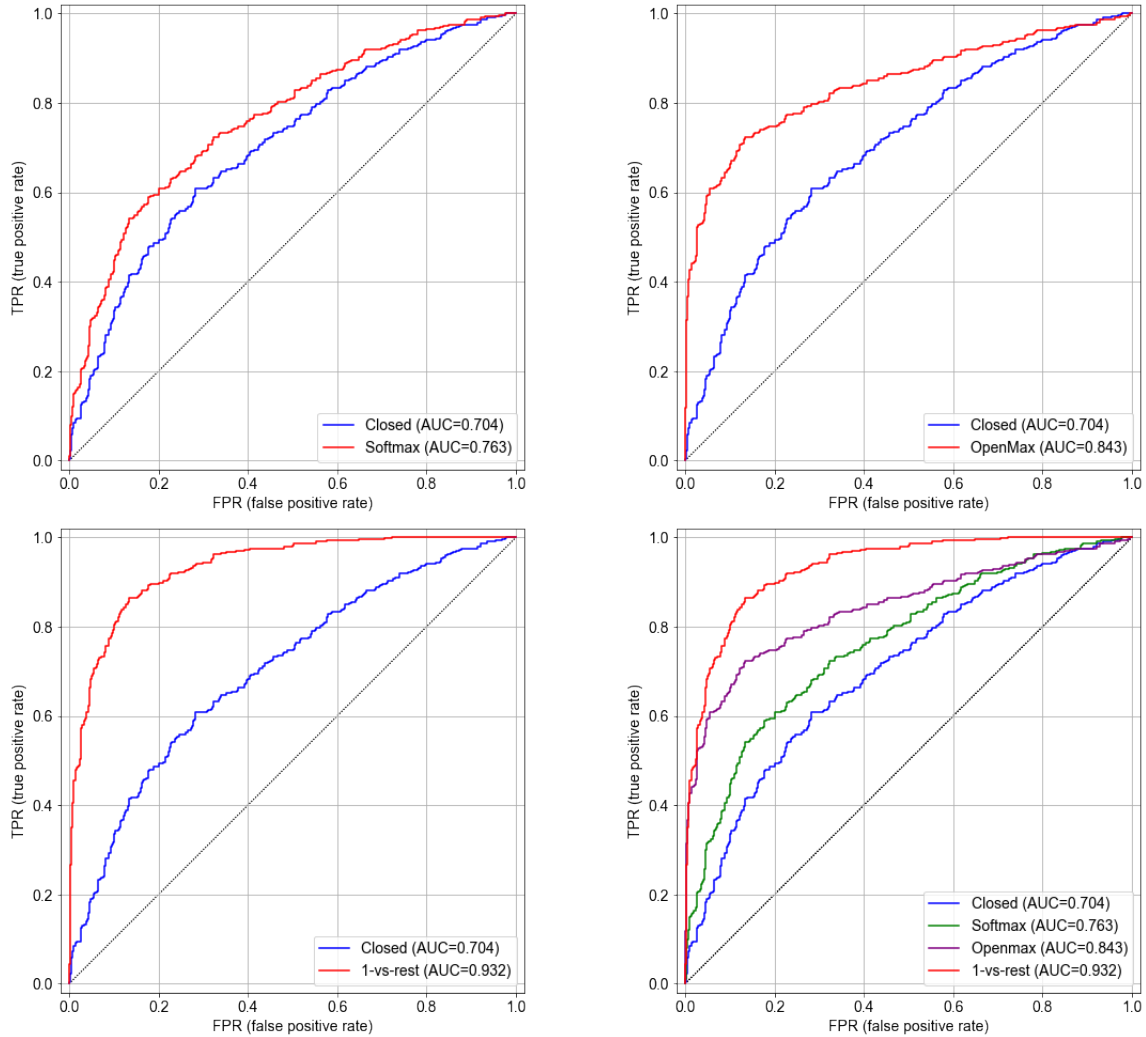 1.0
0.8
0.6
0.4
0.2
0.0
TPR (true positive rate)
Closed (AUC=0.704)
Softmax (AUC=0.763)
0.0 0.2 0.4 0.6 0.8 1.0
FPR (false positive rate)
1.0
0.8
0.6
0.4
0.2
0.0
TPR (true positive rate)
Closed (AUC=0.704)
OpenMax (AUC=0.843)
0.0 0.2 0.4 0.6 0.8 1.0
FPR (false positive rate)
1.0
0.8
0.6
0.4
0.2
0.0
TPR (true positive rate)
Closed (AUC=0.704)
1-vs-rest (AUC=0.932)
0.0 0.2 0.4 0.6 0.8 1.0
FPR (false positive rate)
1.0
0.8
0.6
0.4
0.2
0.0
TPR (true positive rate)
Closed (AUC=0.704)
Softmax (AUC=0.763)
Openmax (AUC=0.843)
1-vs-rest (AUC=0.932)
0.0 0.2 0.4 0.6 0.8 1.0
FPR (false positive rate)